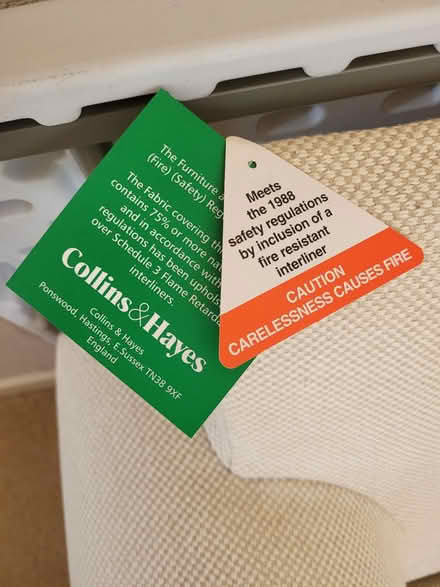 The Furniture a
(Fire) (Safety) Reg
The Fabric covering th
contains 75% or more na
and in accordance with
regulations has been uphols
over Schedule 3 Flame Retard
interliners.
Collins&Hayes
Collins & Hayes
Ponswood, Hastings, E.Sussex TN38 9XF
England
Meets
the 1988
safety regulations
by inclusion of a
fire resistant
interliner
CAUTION
CARELESSNESS CAUSES FIRE